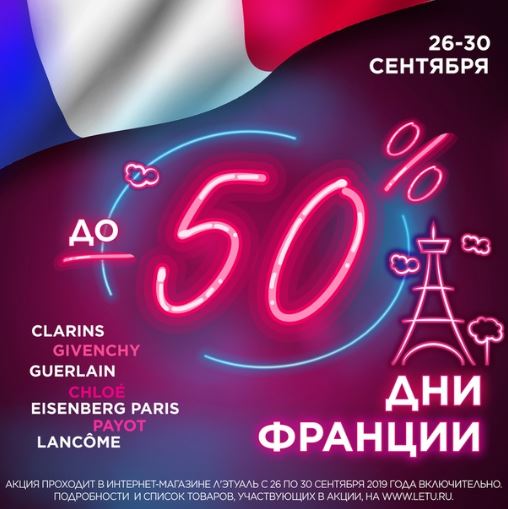 26-30
СЕНТЯБРЯ
ДО -50%
CLARINS
GIVENCHY
GUERLAIN
CHLOÉ
EISENBERG PARIS
PAYOT
LANCÔME
ДНИ
ФРАНЦИИ
АКЦИЯ ПРОХОДИТ В ИНТЕРНЕТ-МАГАЗИНЕ Л'ЭТУАЛЬ С 26 ПО 30 СЕНТЯБРЯ 2019 ГОДА ВКЛЮЧИТЕЛЬНО.
ПОДРОБНОСТИ И СПИСОК ТОВАРОВ, УЧАСТВУЮЩИХ В АКЦИИ, НА WWW.LETU.RU.